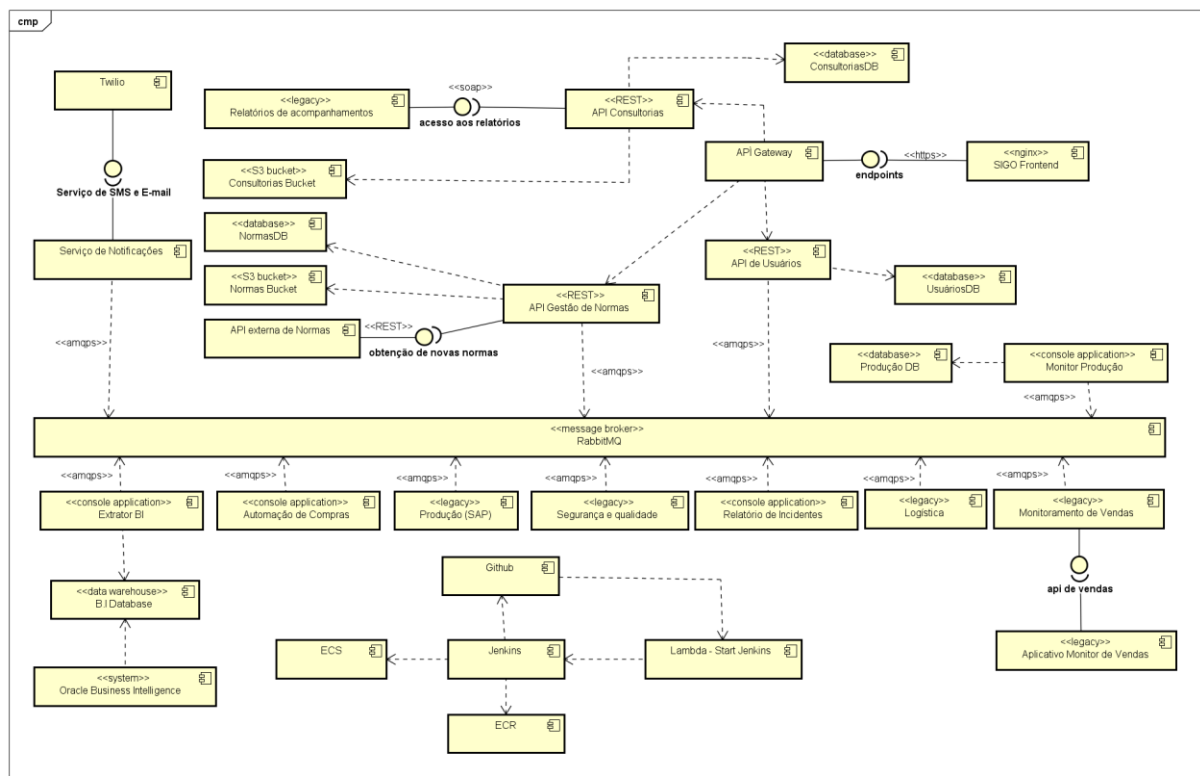 cmp
<<database>>
ConsultoriasDB
Twilio
<<soap>>
<<legacy>>
Relatórios de acompanhamentos
acesso aos relatórios
<<REST>>
API Consultorias
API Gateway
<<https>>
endpoints
<<nginx>>
SIGO Frontend
<<S3 bucket>>
Consultorias Bucket
Serviço de SMS e E-mail
<<database>>
NormasDB
Serviço de Notificações
<<REST>>
API de Usuários
<<S3 bucket>>
Normas Bucket
<<database>>
UsuáriosDB
<<REST>>
API Gestão de Normas
API externa de Normas
<<REST>>
obtenção de novas normas
<<amqps>>
<<amqps>>
<<amqps>>
<<database>>
Produção DB
<<console application>>
Monitor Produção
<<amqps>>
<<message broker>>
RabbitMQ
<<amqps>>
<<amqps>>
<<amqps>>
<<amqps>>
<<amqps>>
<<amqps>>
<<amqps>>
<<console application>>
Extrator BI
<<console application>>
Automação de Compras
<<legacy>>
Produção (SAP)
<<legacy>>
Segurança e qualidade
<<console application>>
Relatório de Incidentes
<<legacy>>
Logística
<<legacy>>
Monitoramento de Vendas
Github
<<data warehouse>>
B.I Database
api de vendas
ECS
Jenkins
Lambda - Start Jenkins
<<legacy>>
Aplicativo Monitor de Vendas
<<system>>
Oracle Business Intelligence
ECR